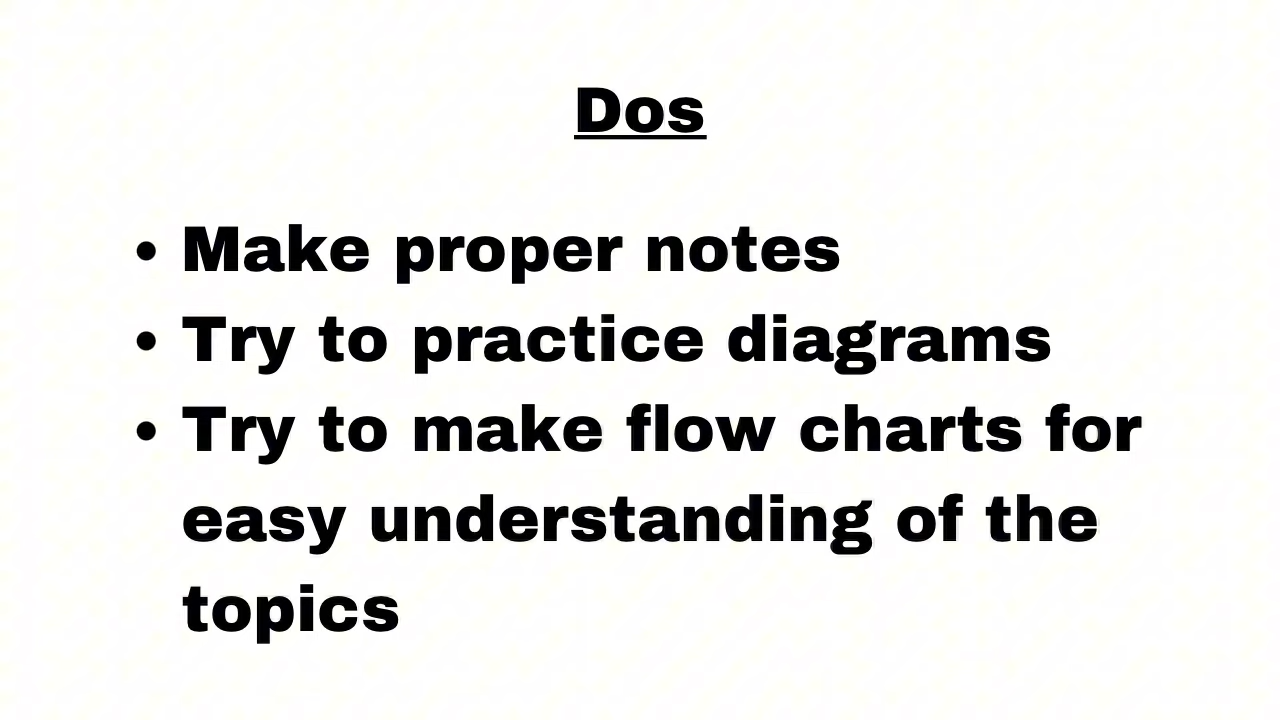 Dos
• Make proper notes
• Try to practice diagrams
• Try to make flow charts for
easy understanding of the
topics